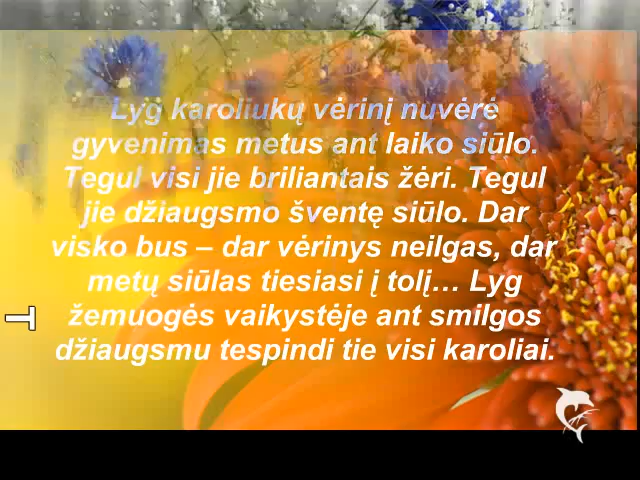 Lyg karoliukų vėrinį nuvėrė
gyvenimas metus ant laiko siūlo.
Tegul visi jie briliantais žėri. Tegul
jie džiaugsmo šventę siūlo. Dar
visko bus – dar vėrinys neilgas, dar
metų siūlas tiesiasi į tolį… Lyg
žemuogės vaikystėje ant smilgos
džiaugsmu tespindi tie visi karoliai.
T